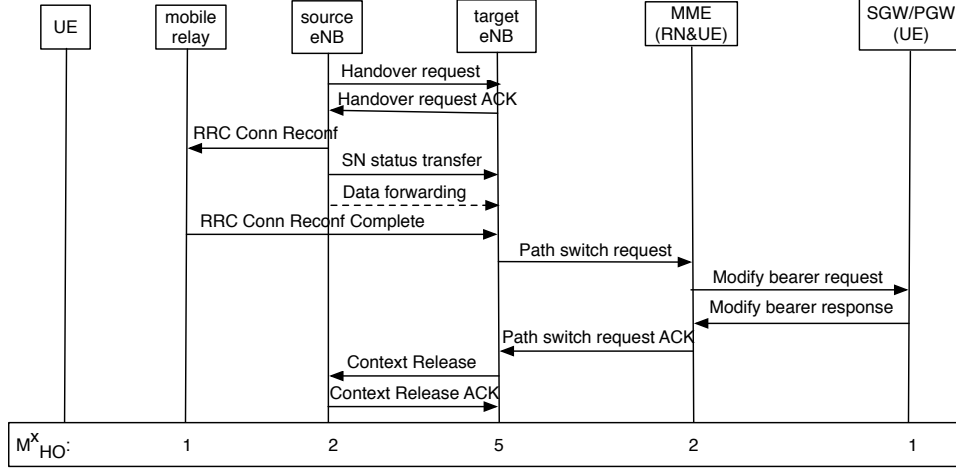 UE
mobile
relay
source
eNB
target
eNB
MME
(RN&UE)
SGW/PGW
(UE)
Handover request
Handover request ACK
RRC Conn Reconf
SN status transfer
Data forwarding
RRC Conn Reconf Complete
Path switch request
Modify bearer request
Modify bearer response
Path switch request ACK
Context Release
Context Release ACK
M^x_HO: 1 2 5 2 1